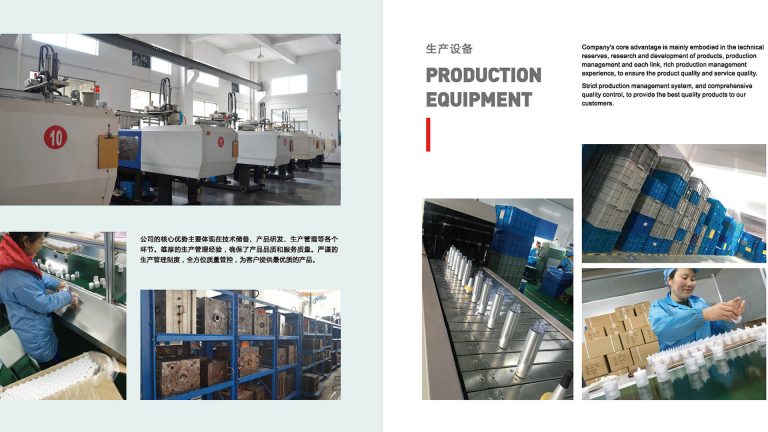 10
公司的核心优势主要体现在技术储备、产品研发、生产管理等各个
环节。雄厚的生产管理经验，确保了产品品质和服务质量。严谨的
生产管理制度，全方位质量管控，为客户提供最优质的产品。
生产设备
PRODUCTION
EQUIPMENT
Company's core advantage is mainly embodied in the technical
reserves, research and development of products, production
management and each link, rich production management
experience, to ensure the product quality and service quality.
Strict production management system, and comprehensive
quality control, to provide the best quality products to our
customers.